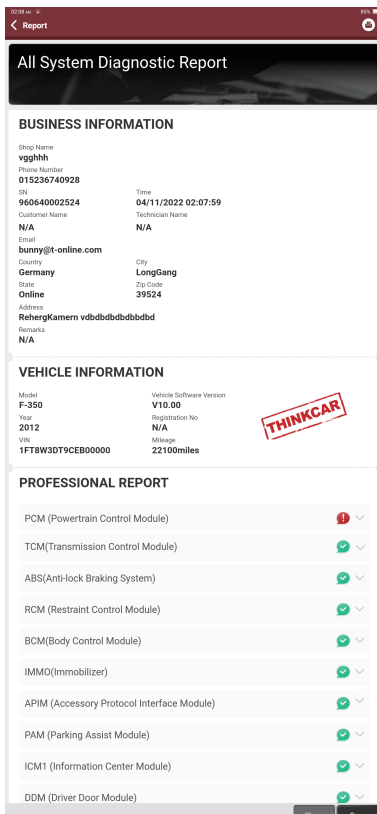 02:08 AM 85%
Report
All System Diagnostic Report
BUSINESS INFORMATION
Shop Name
vgghhh
Phone Number
015236740928
SN Time
960640002524 04/11/2022 02:07:59
Customer Name Technician Name
N/A N/A
Email
bunny@t-online.com
Country City
Germany LongGang
State Zip Code
Online 39524
Address
RehergKamern vdbdbdbdbdbbdbd
Remarks
N/A
VEHICLE INFORMATION
Model Vehicle Software Version
F-350 V10.00
Year Registration No
2012 N/A
VIN Mileage
1FT8W3DT9CEB00000 22100miles
THINKCAR
PROFESSIONAL REPORT
PCM (Powertrain Control Module)
TCM(Transmission Control Module)
ABS(Anti-lock Braking System)
RCM (Restraint Control Module)
BCM(Body Control Module)
IMMO(Immobilizer)
APIM (Accessory Protocol Interface Module)
PAM (Parking Assist Module)
ICM1 (Information Center Module)
DDM (Driver Door Module)